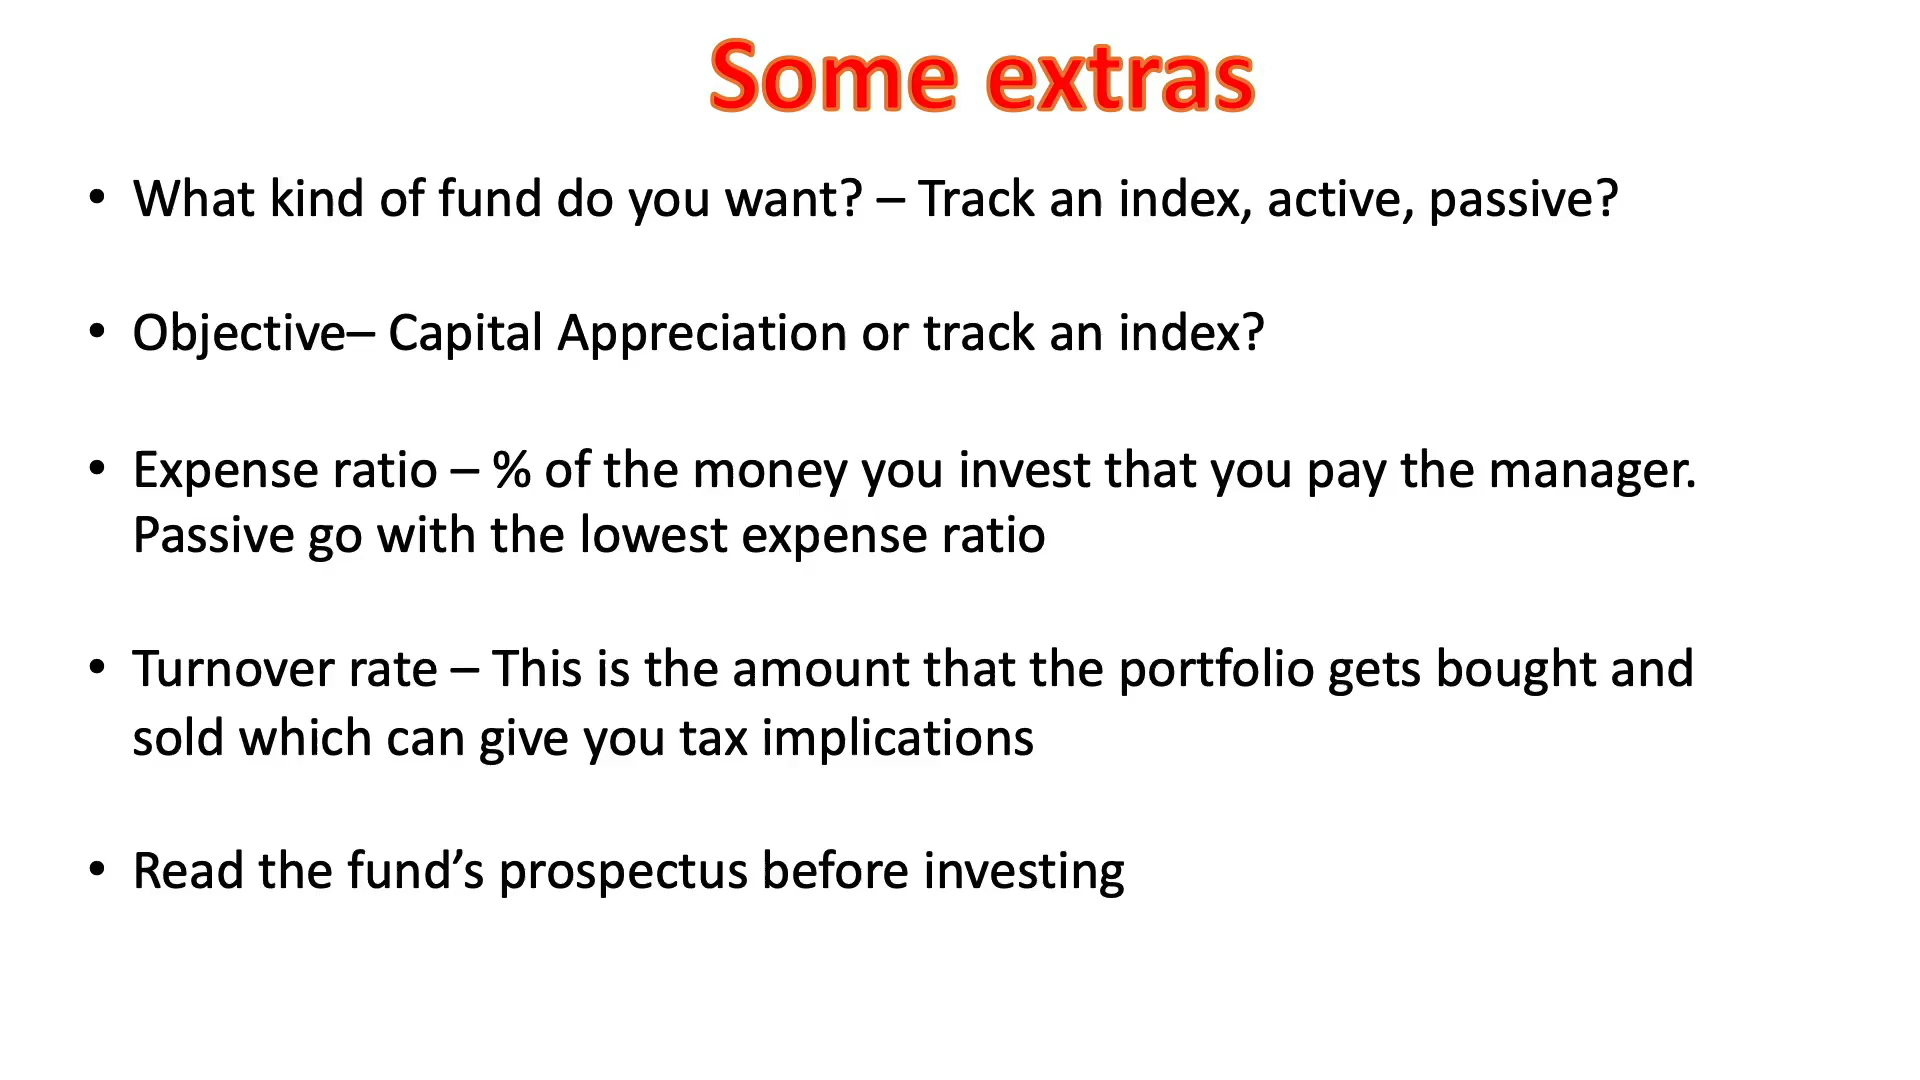 Some extras
• What kind of fund do you want? – Track an index, active, passive?
• Objective– Capital Appreciation or track an index?
• Expense ratio – % of the money you invest that you pay the manager.
Passive go with the lowest expense ratio
• Turnover rate – This is the amount that the portfolio gets bought and
sold which can give you tax implications
• Read the fund’s prospectus before investing